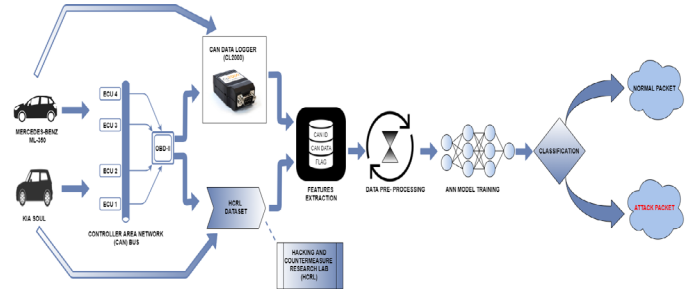 CAN DATA LOGGER
(CL2000)
MERCEDES-BENZ
ML-350
KIA SOUL
ECU 4
ECU 3
ECU 2
ECU 1
OBD-II
CONTROLLER AREA NETWORK
(CAN) BUS
HCRL
DATASET
HACKING AND
COUNTERMEASURE
RESEARCH LAB
(HCRL)
CAN ID
CAN DATA
FLAG
FEATURES
EXTRACTION
DATA PRE- PROCESSING
ANN MODEL TRAINING
CLASSIFICATION
NORMAL PACKET
ATTACK PACKET